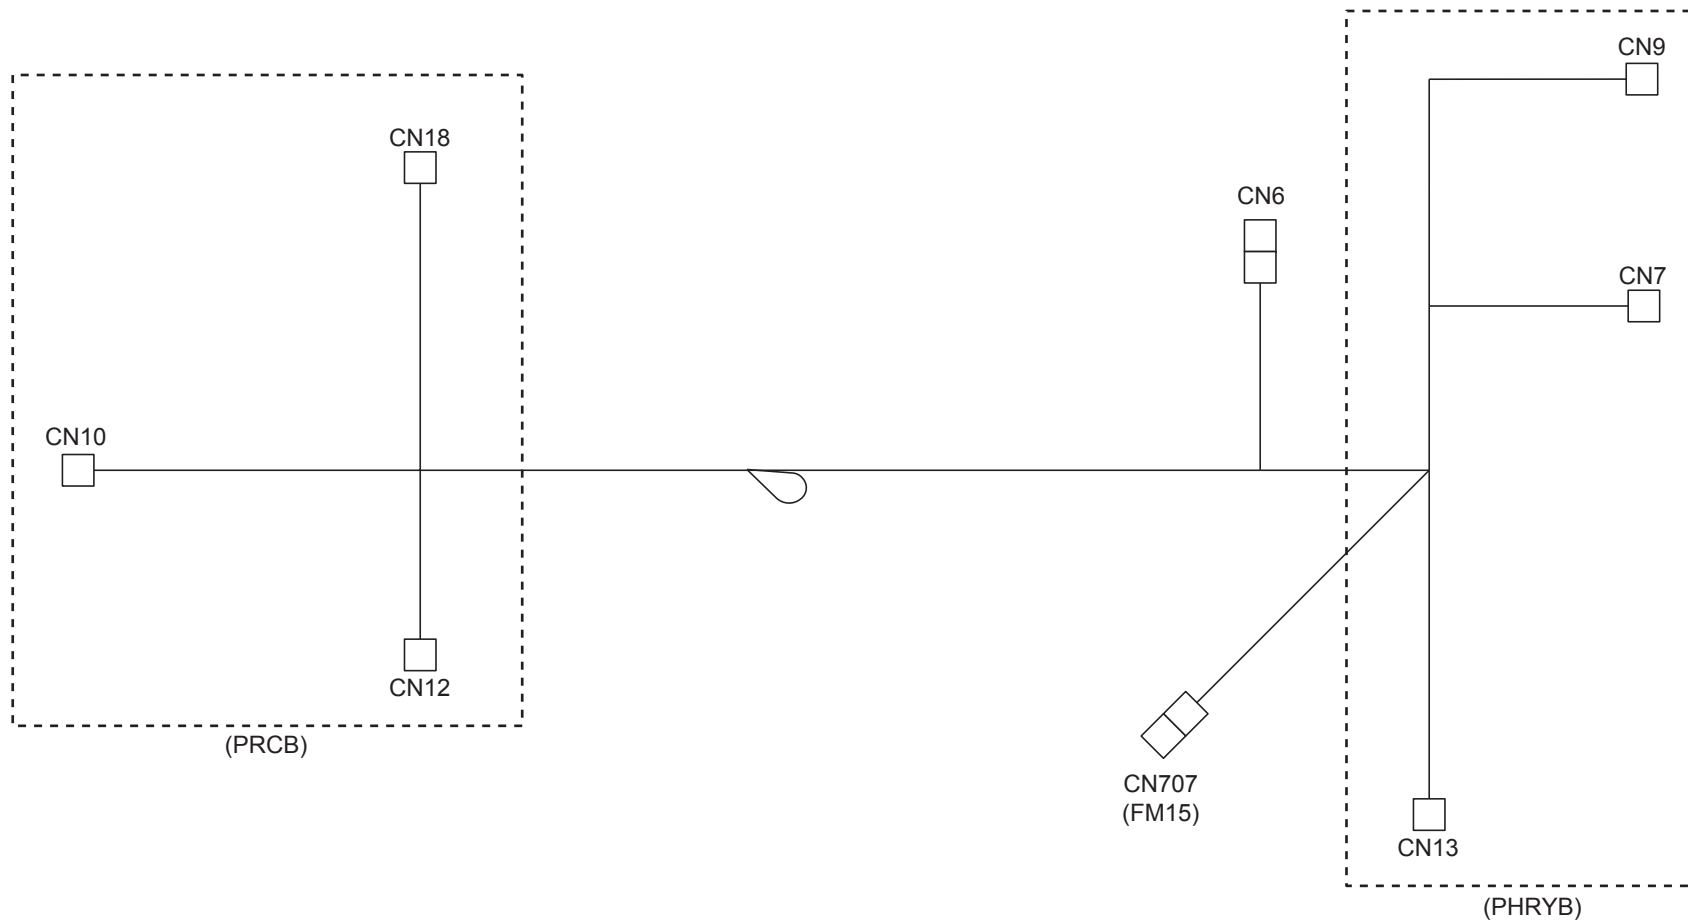 CN9
CN18
CN6
CN7
CN10
CN12
(PRCB)
CN707
(FM15)
CN13
(PHRYB)